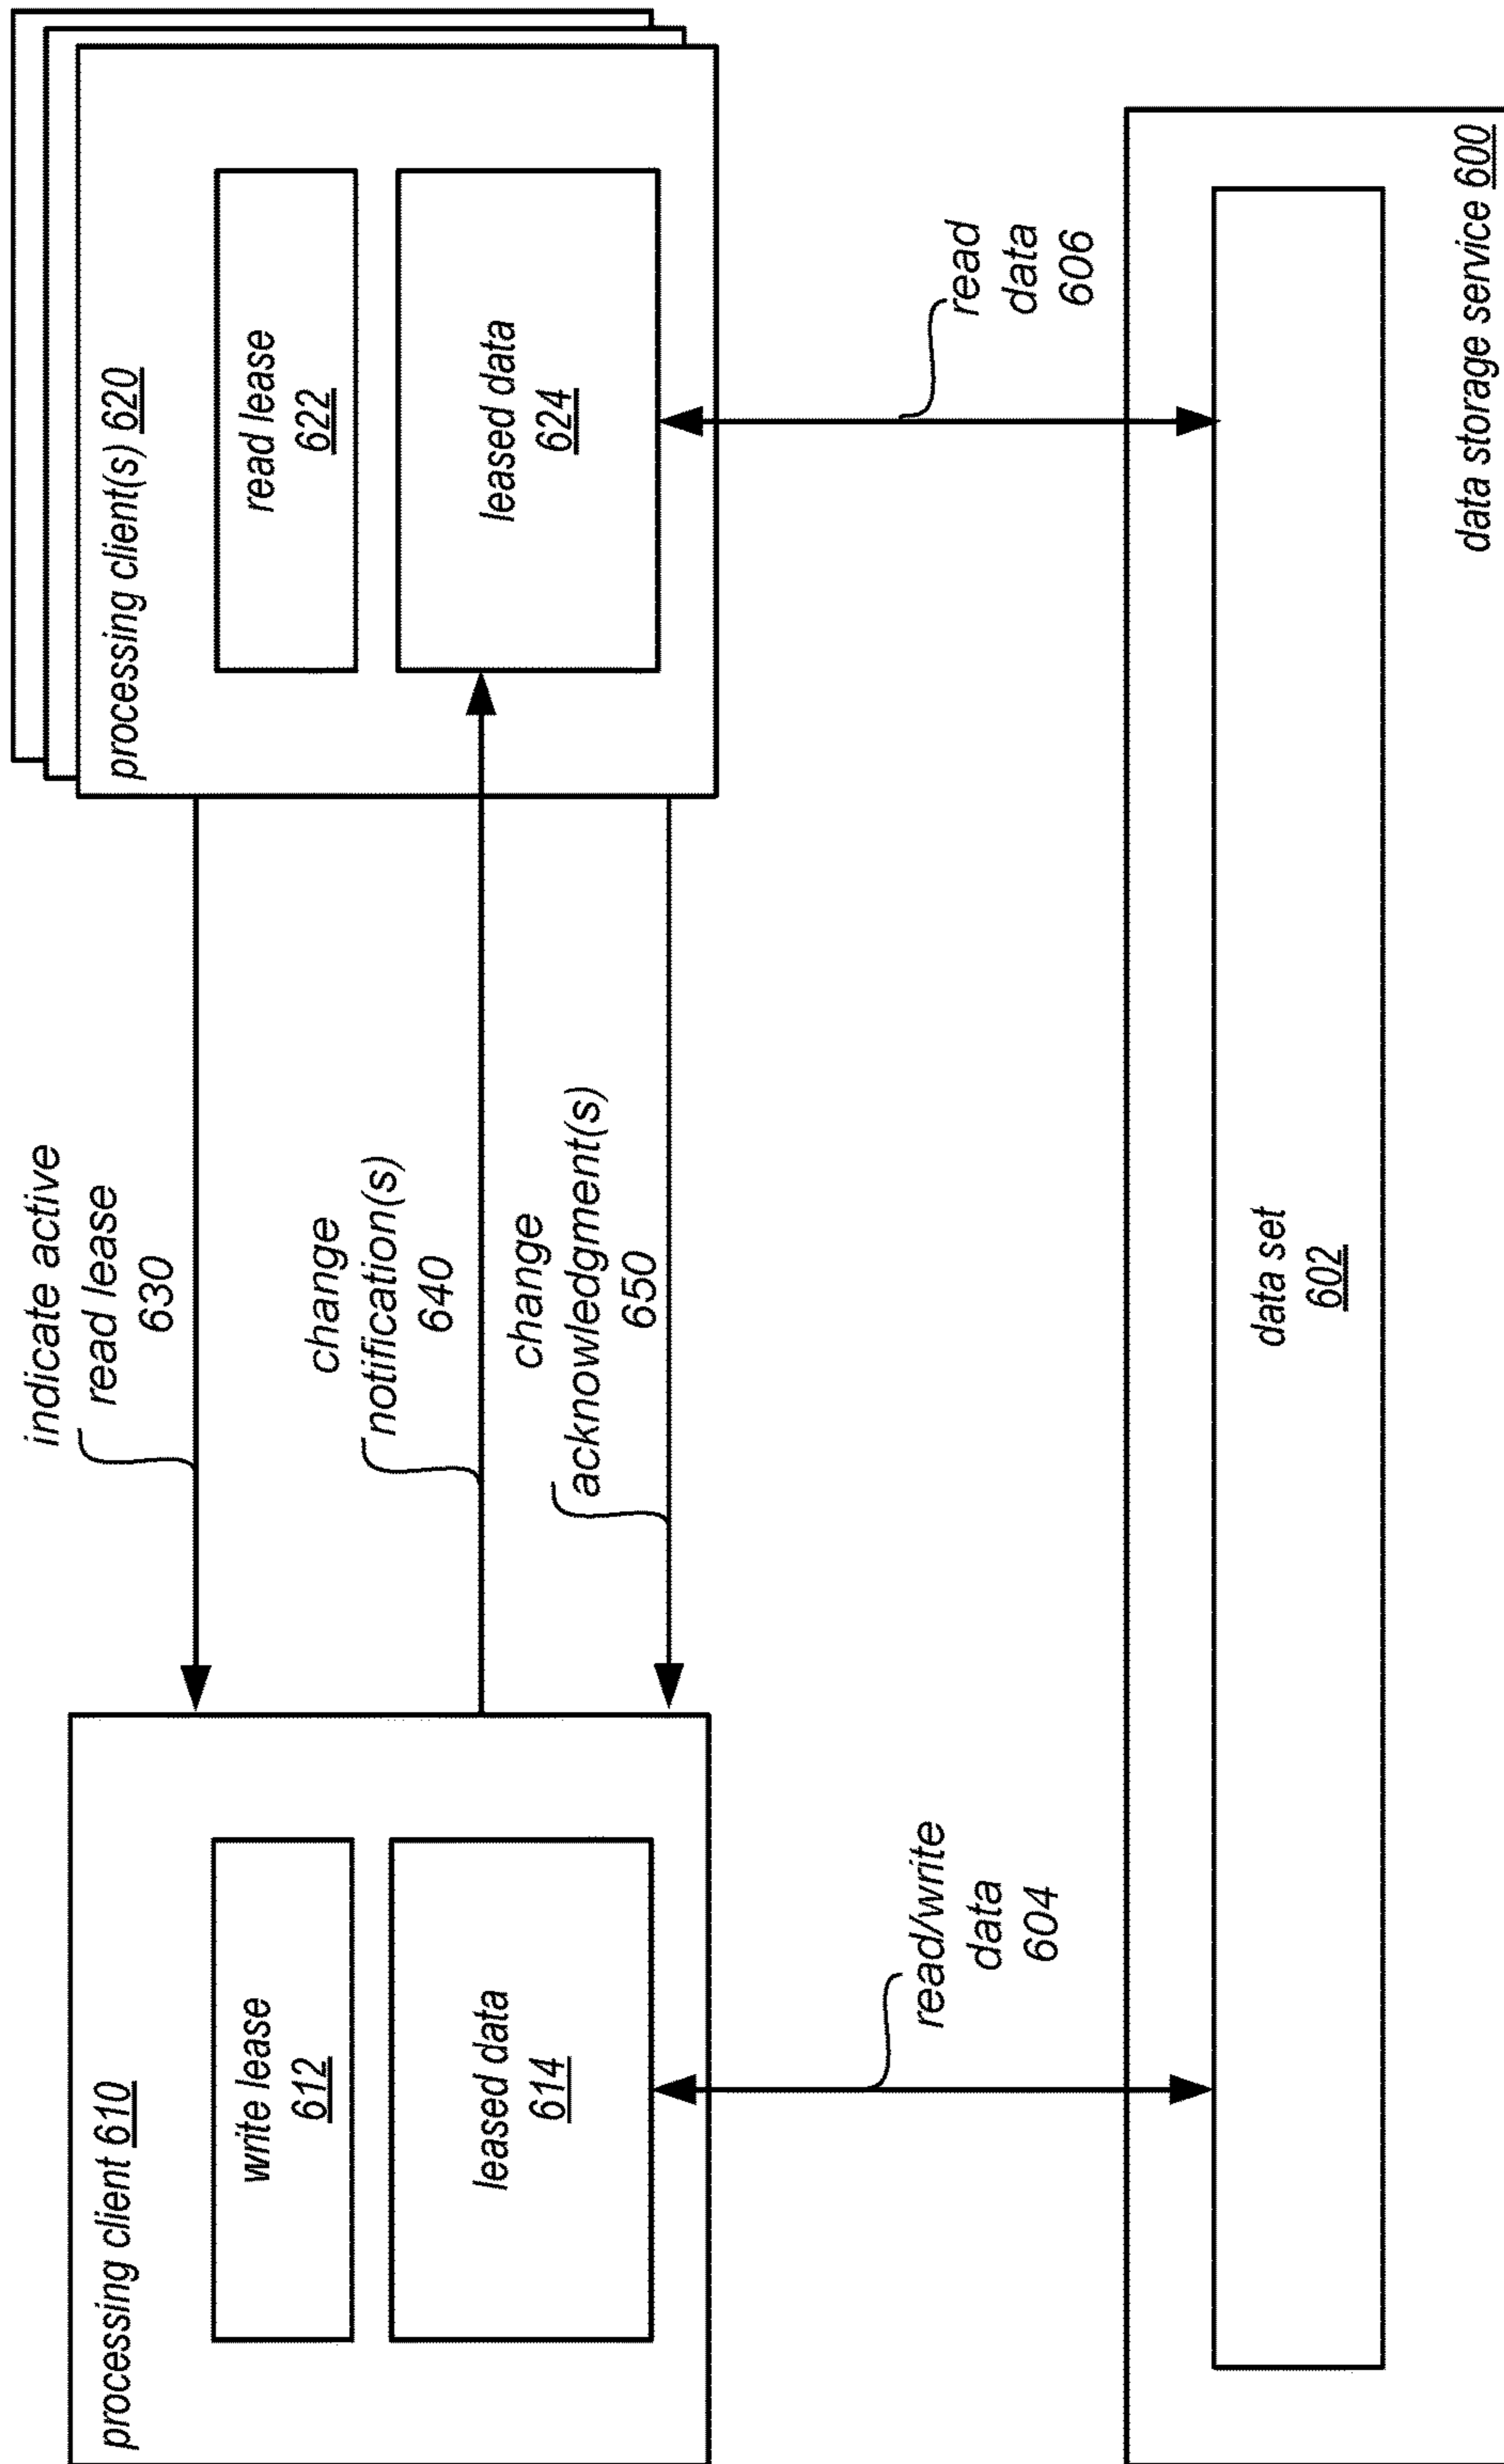 processing client 610
write lease
612
leased data
614
indicate active
read lease
630
change
notification(s)
640
change
acknowledgment(s)
650
processing client(s) 620
read lease
622
leased data
624
read/write
data
604
read
data
606
data set
602
data storage service 600